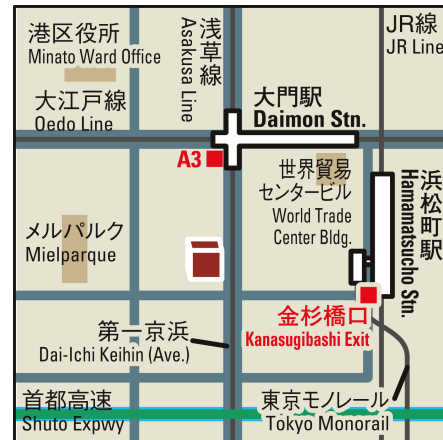 港区役所
Minato Ward Office
浅草線
Asakusa Line
JR線
JR Line
大江戸線
Oedo Line
大門駅
Daimon Stn.
A3
世界貿易
センタービル
World Trade
Center Bldg.
浜松町駅
Hamamatsucho Stn.
メルパルク
Mielparque
金杉橋口
Kanasugibashi Exit
第一京浜
Dai-Ichi Keihin (Ave.)
首都高速
Shuto Expwy
東京モノレール
Tokyo Monorail